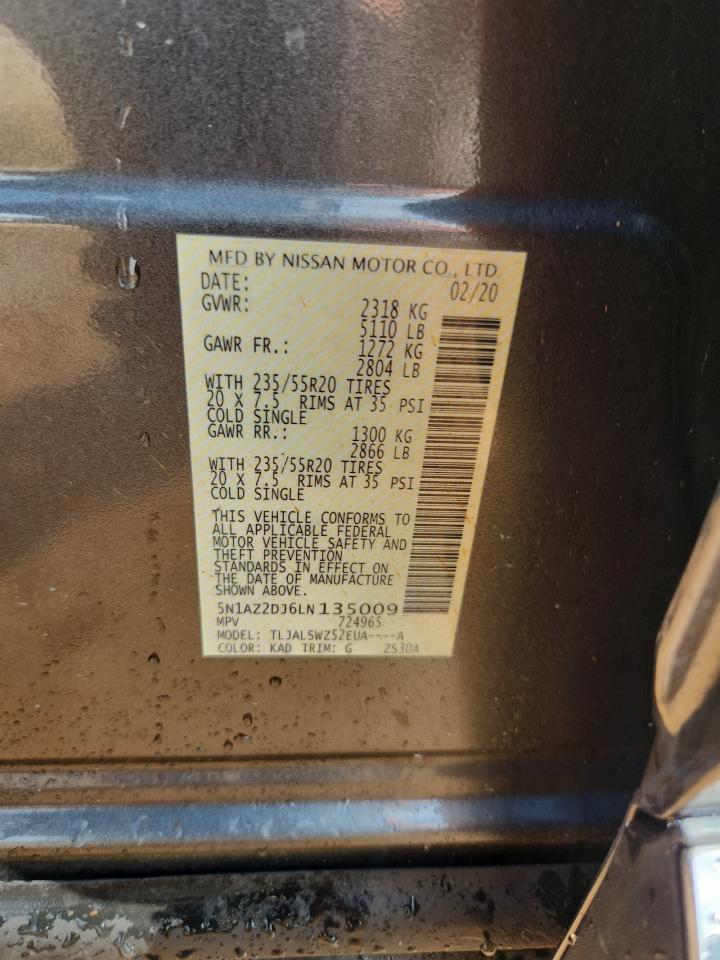 MFD BY NISSAN MOTOR CO., LTD.
DATE: 02/20
GVWR: 2318 KG
5110 LB
GAWR FR.: 1272 KG
2804 LB
WITH 235/55R20 TIRES
20 X 7.5 RIMS AT 35 PSI
COLD SINGLE
GAWR RR.: 1300 KG
2866 LB
WITH 235/55R20 TIRES
20 X 7.5 RIMS AT 35 PSI
COLD SINGLE
THIS VEHICLE CONFORMS TO
ALL APPLICABLE FEDERAL
MOTOR VEHICLE SAFETY AND
THEFT PREVENTION
STANDARDS IN EFFECT ON
THE DATE OF MANUFACTURE
SHOWN ABOVE.
5N1AZ2DJ6LN135009
MPV 724965
MODEL: TLJALSWZ52EUA----A
COLOR: KAD TRIM: G ZS30A